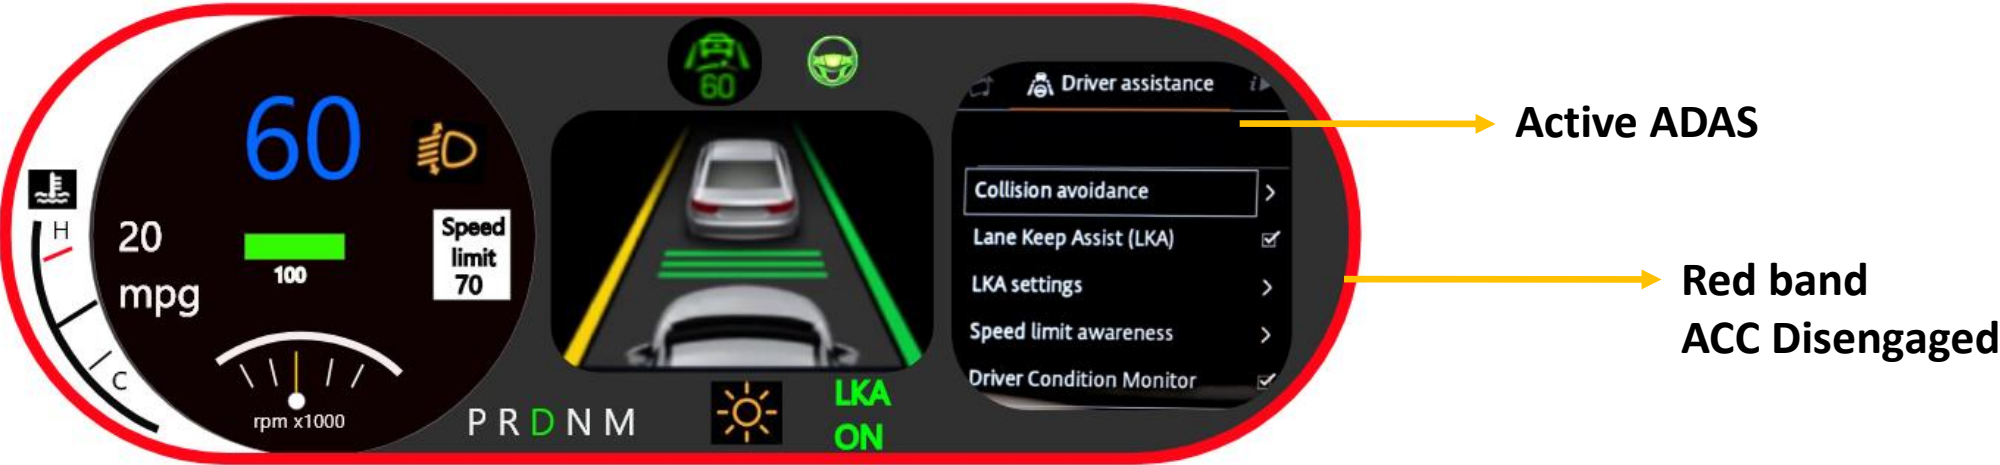 60
20
mpg
100
Speed
limit
70
H
C
rpm x1000
P R D N M
60
LKA
ON
Driver assistance
i
Collision avoidance
Lane Keep Assist (LKA)
LKA settings
Speed limit awareness
Driver Condition Monitor
Active ADAS
Red band
ACC Disengaged